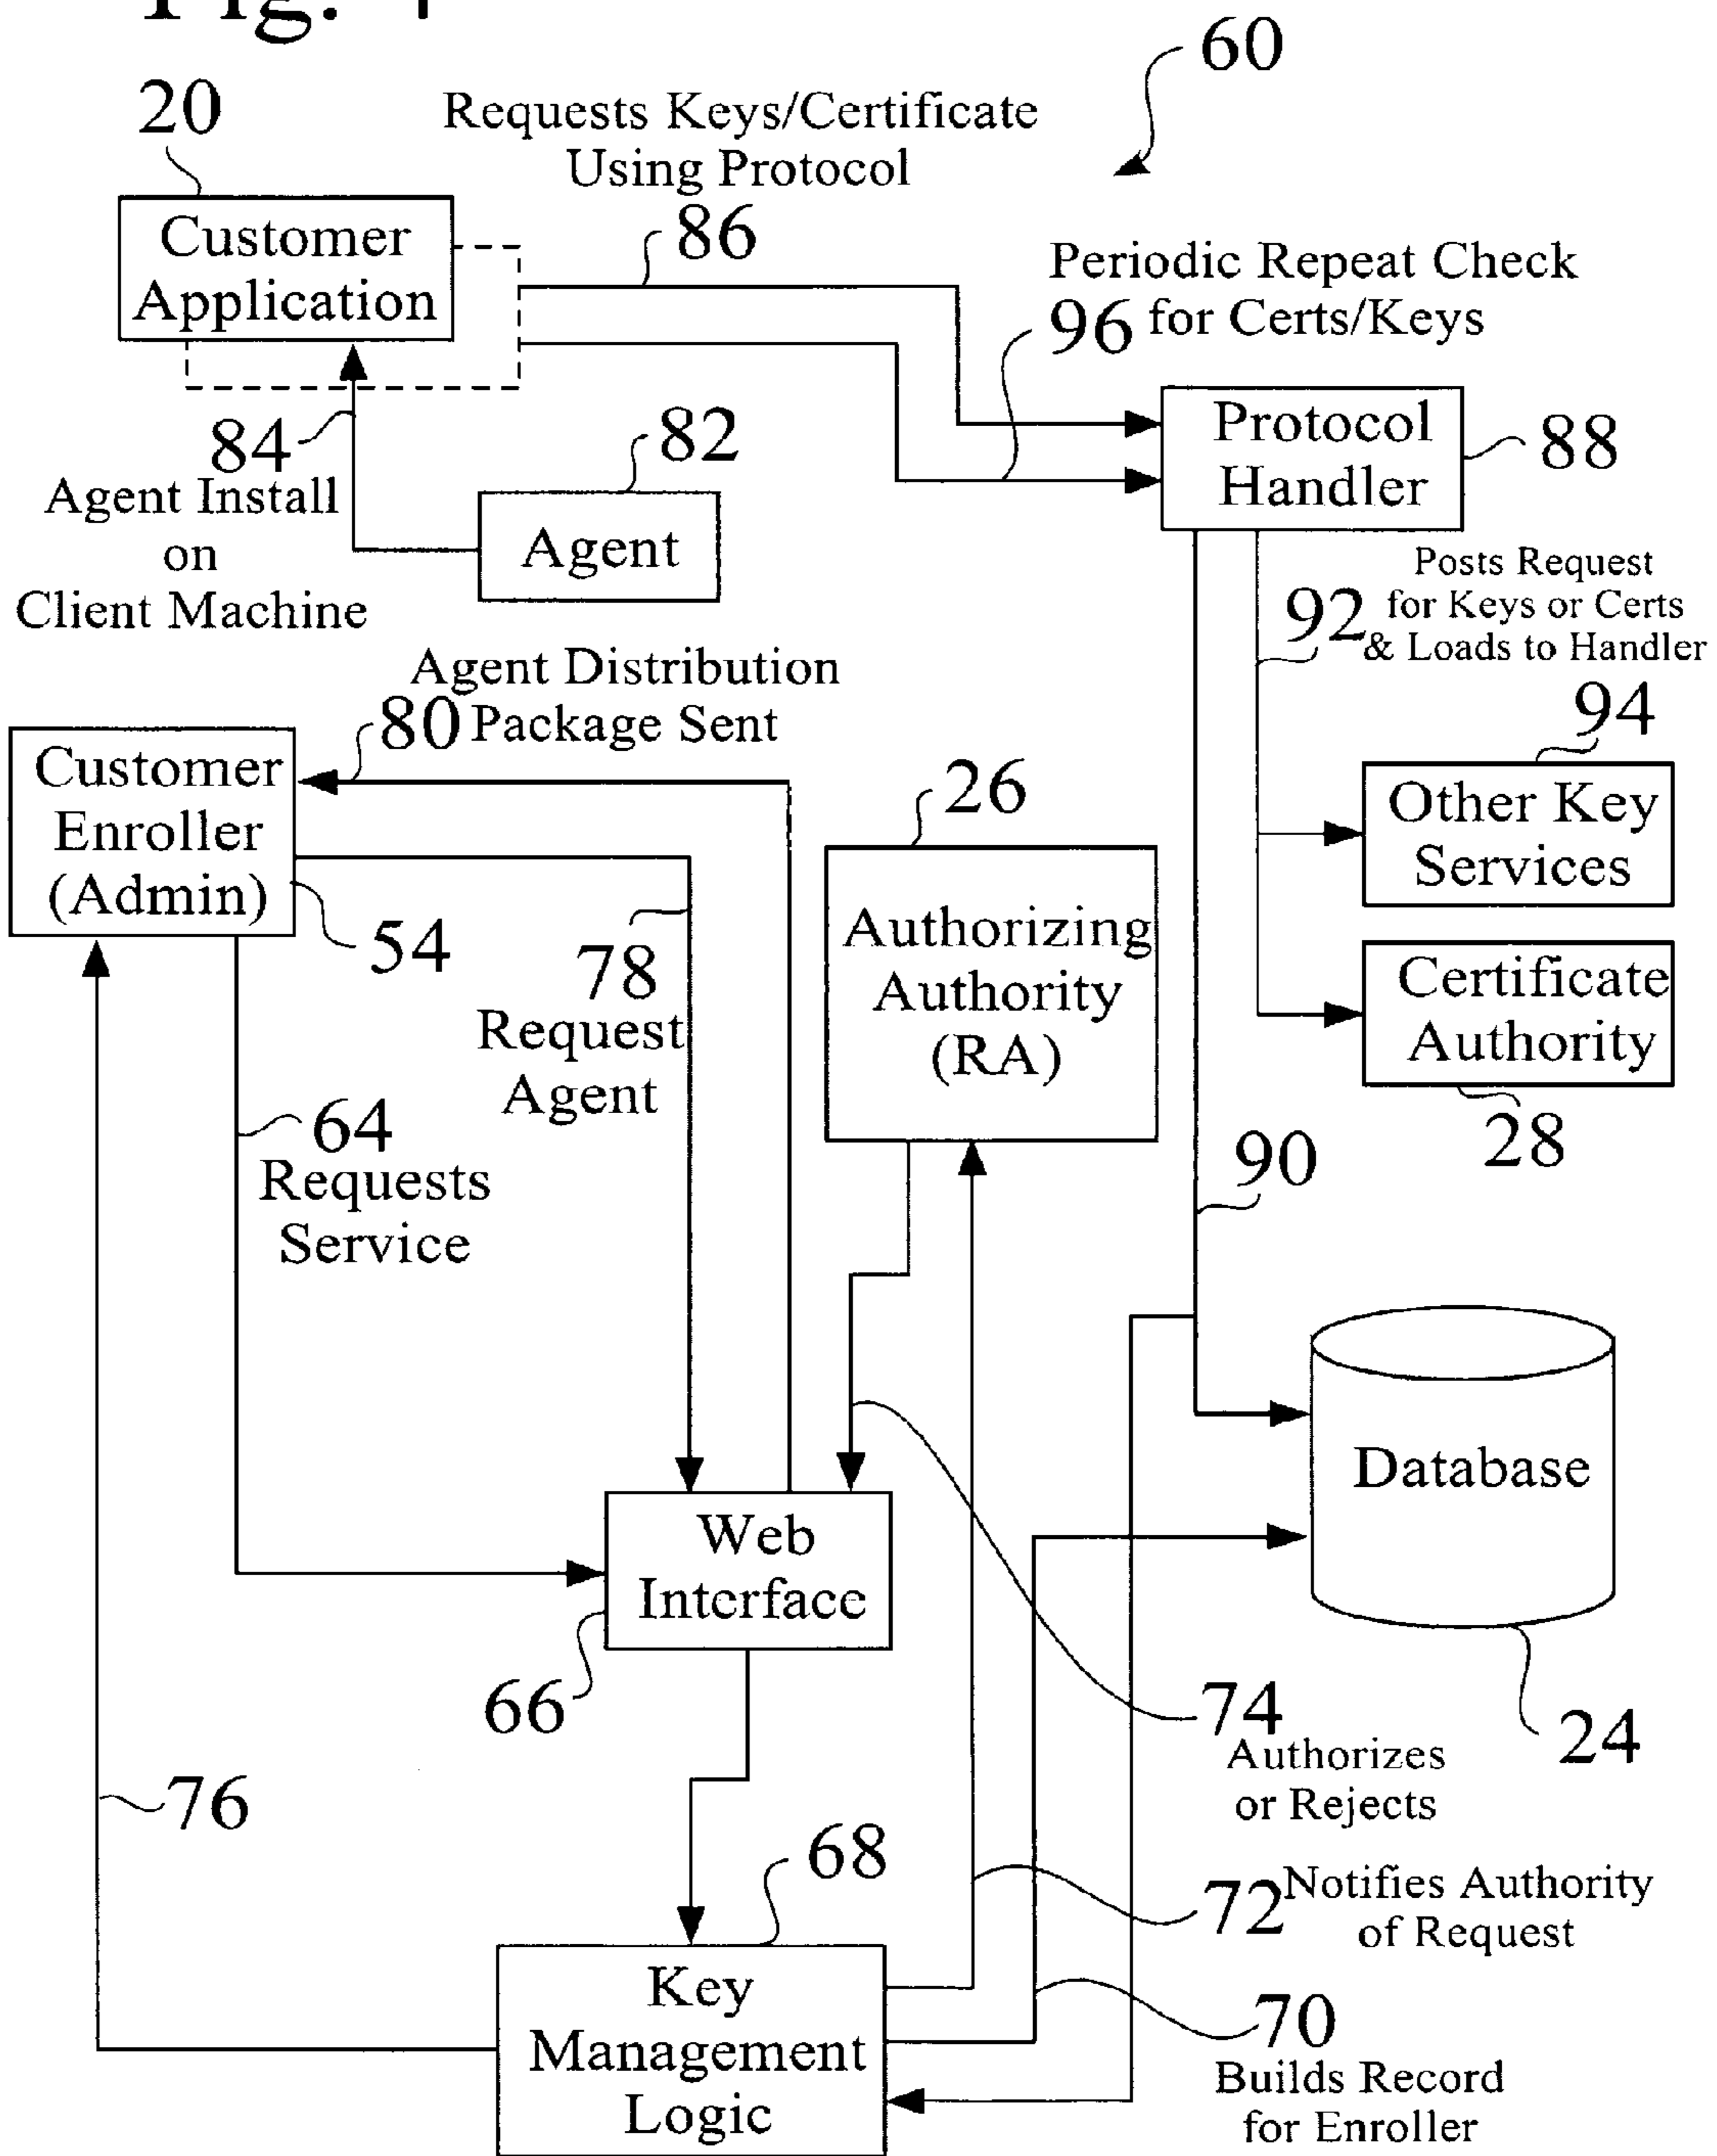 Fig. 4
60
20
Requests Keys/Certificate
Using Protocol
86
Customer
Application
Periodic Repeat Check
96 for Certs/Keys
Protocol
Handler
88
84
Agent Install
on
Client Machine
82
Agent
Posts Request
92 for Keys or Certs
& Loads to Handler
Agent Distribution
80 Package Sent
94
Other Key
Services
Customer
Enroller
(Admin)
54
26
Authorizing
Authority
(RA)
78
Request
Agent
Certificate
Authority
28
64
Requests
Service
90
Database
24
Web
Interface
66
74
Authorizes
or Rejects
76
68
72 Notifies Authority
of Request
Key
Management
Logic
70
Builds Record
for Enroller